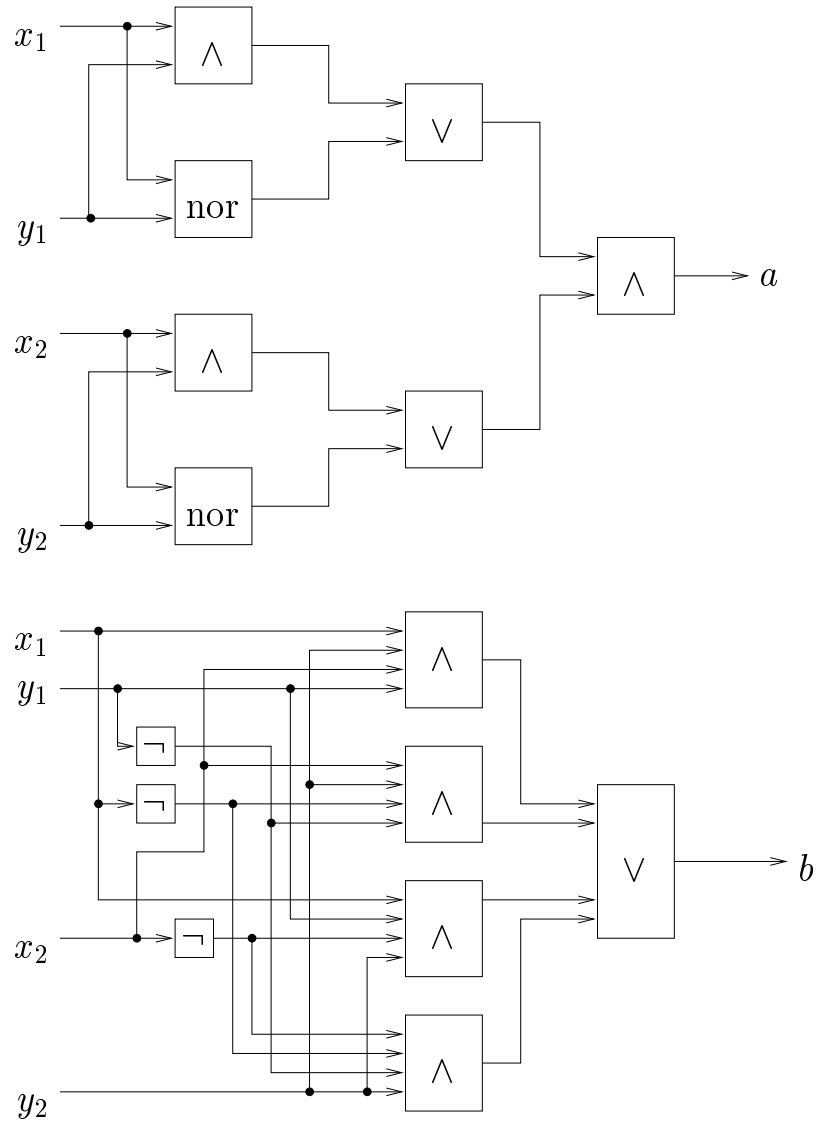 x₁
∧
nor
y₁
∨
∧
a
x₂
∧
nor
y₂
∨
x₁
y₁
∧
¬
¬
∧
∨
b
x₂
¬
∧
∧
y₂